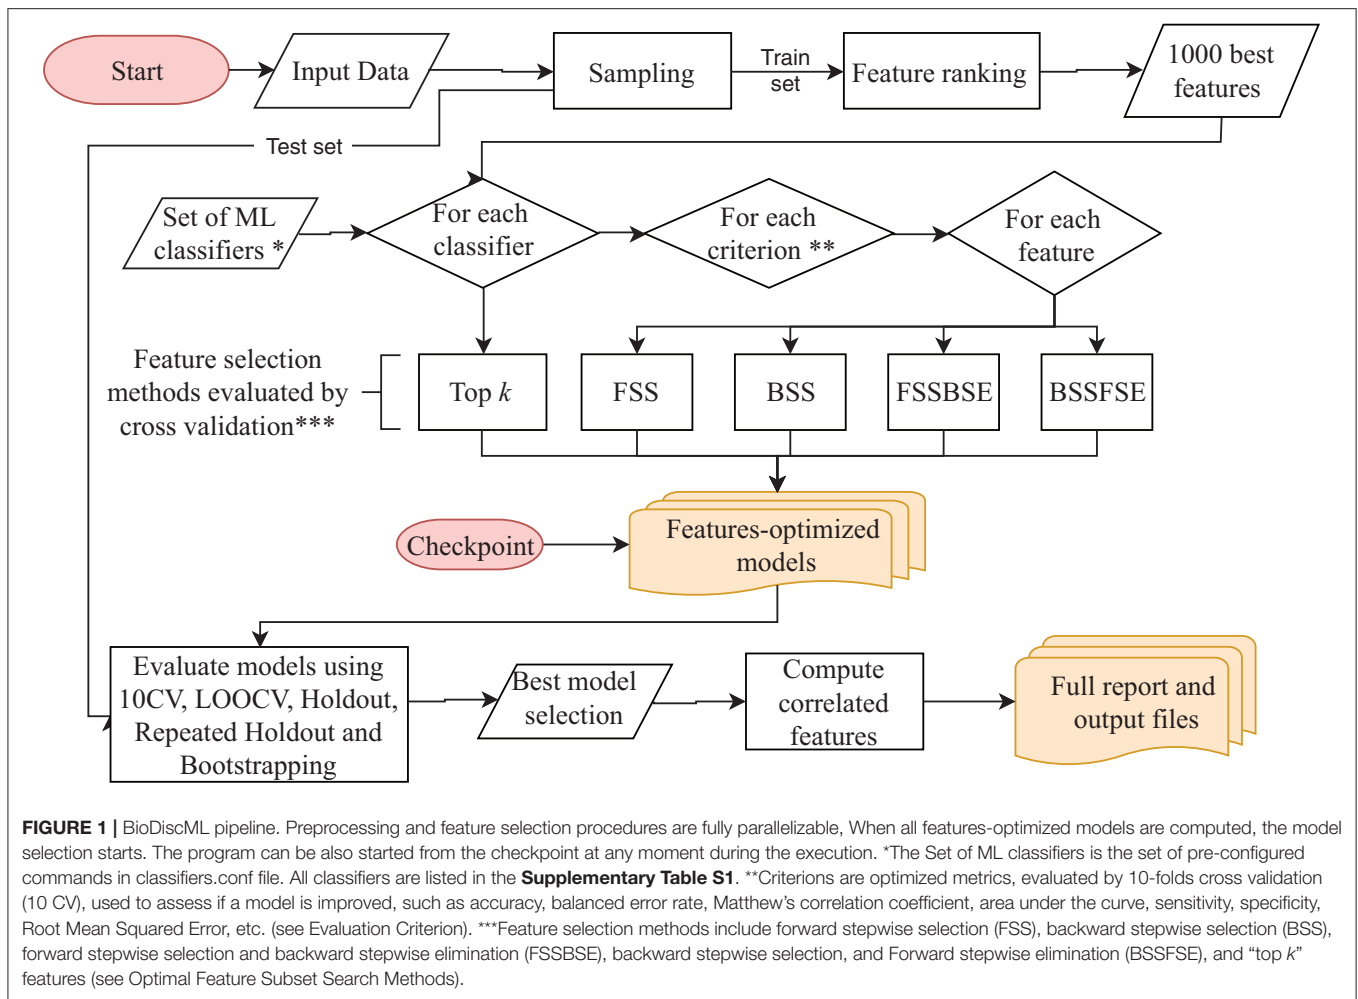 Start
Input Data
Sampling
Train
set
Feature ranking
1000 best
features
Test set
Set of ML
classifiers *
For each
classifier
For each
criterion **
For each
feature
Feature selection
methods evaluated by
cross validation***
Top k
FSS
BSS
FSSBSE
BSSFSE
Checkpoint
Features-optimized
models
Evaluate models using
10CV, LOOCV, Holdout,
Repeated Holdout and
Bootstrapping
Best model
selection
Compute
correlated
features
Full report and
output files
FIGURE 1 | BioDiscML pipeline. Preprocessing and feature selection procedures are fully parallelizable, When all features-optimized models are computed, the model
selection starts. The program can be also started from the checkpoint at any moment during the execution. *The Set of ML classifiers is the set of pre-configured
commands in classifiers.conf file. All classifiers are listed in the Supplementary Table S1. **Criterions are optimized metrics, evaluated by 10-folds cross validation
(10 CV), used to assess if a model is improved, such as accuracy, balanced error rate, Matthew's correlation coefficient, area under the curve, sensitivity, specificity,
Root Mean Squared Error, etc. (see Evaluation Criterion). ***Feature selection methods include forward stepwise selection (FSS), backward stepwise selection (BSS),
forward stepwise selection and backward stepwise elimination (FSSBSE), backward stepwise selection, and Forward stepwise elimination (BSSFSE), and "top k"
features (see Optimal Feature Subset Search Methods).